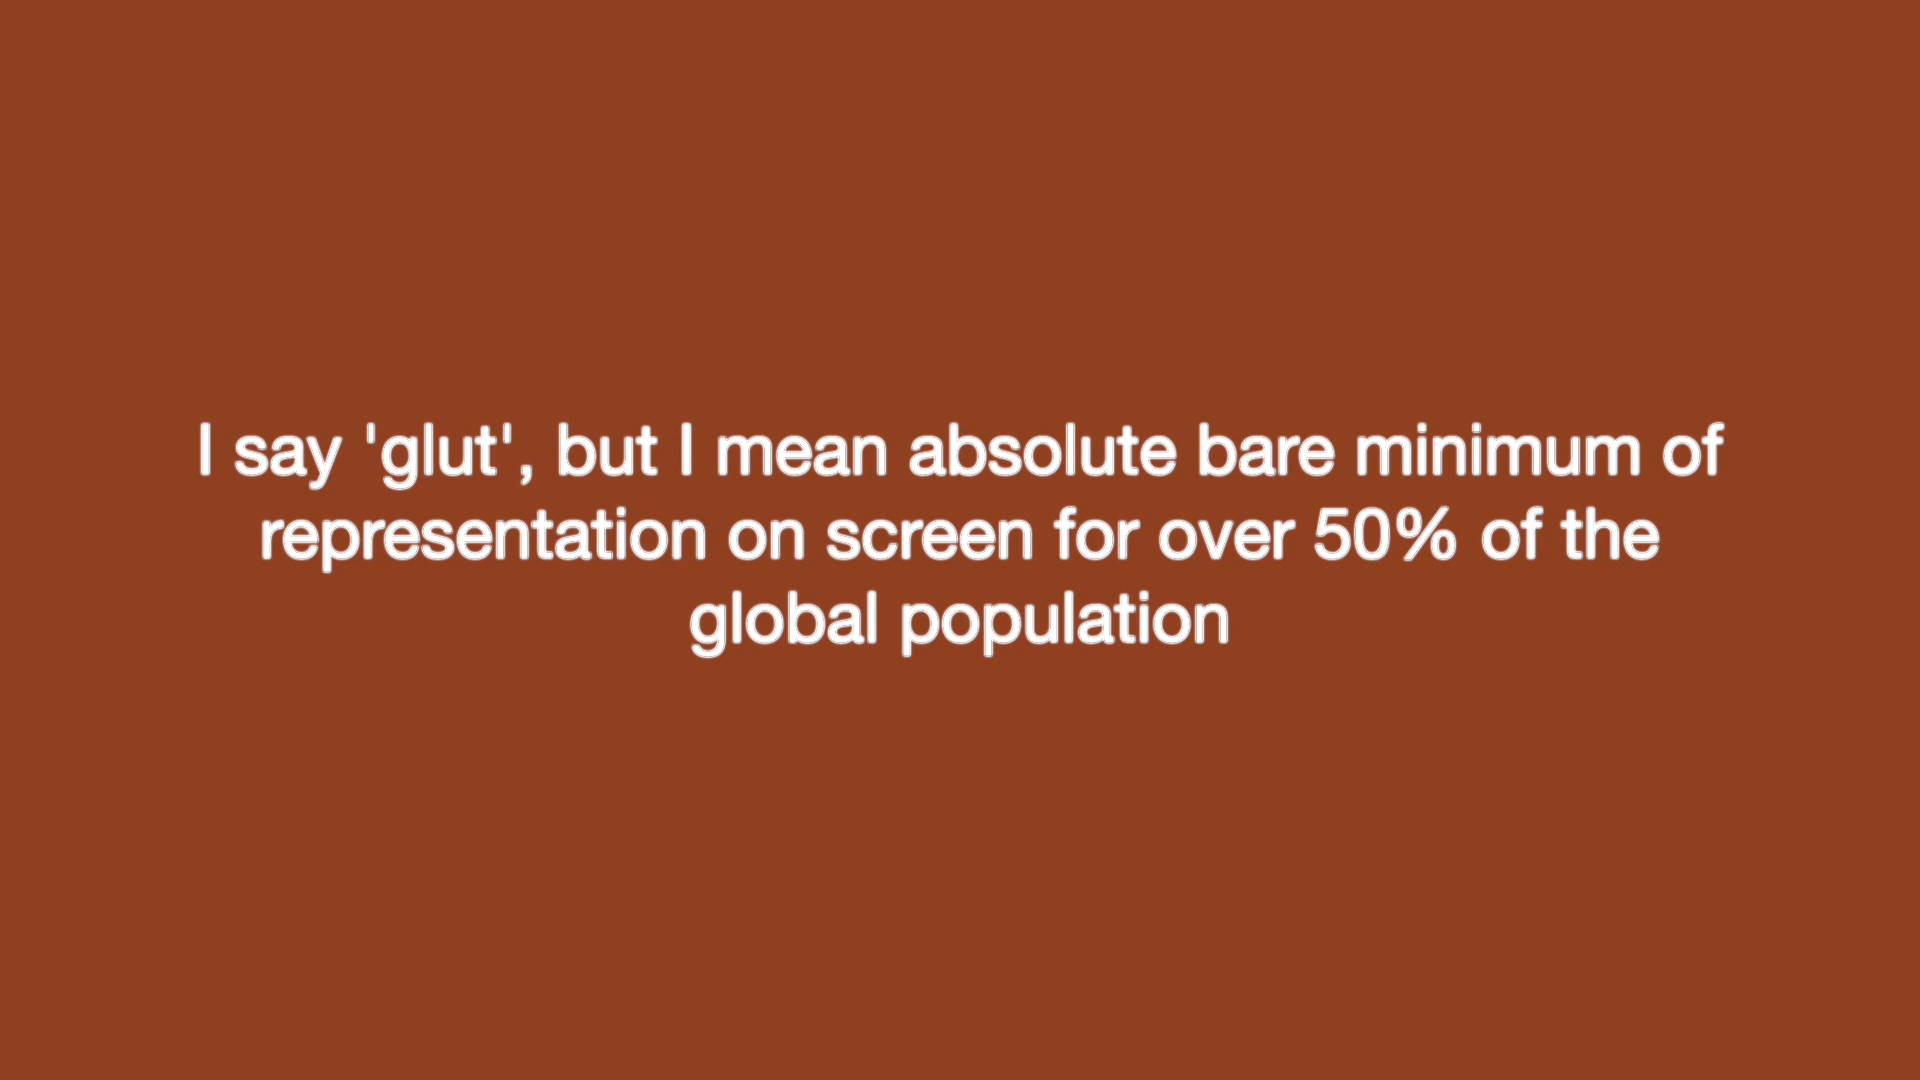 I say 'glut', but I mean absolute bare minimum of
representation on screen for over 50% of the
global population